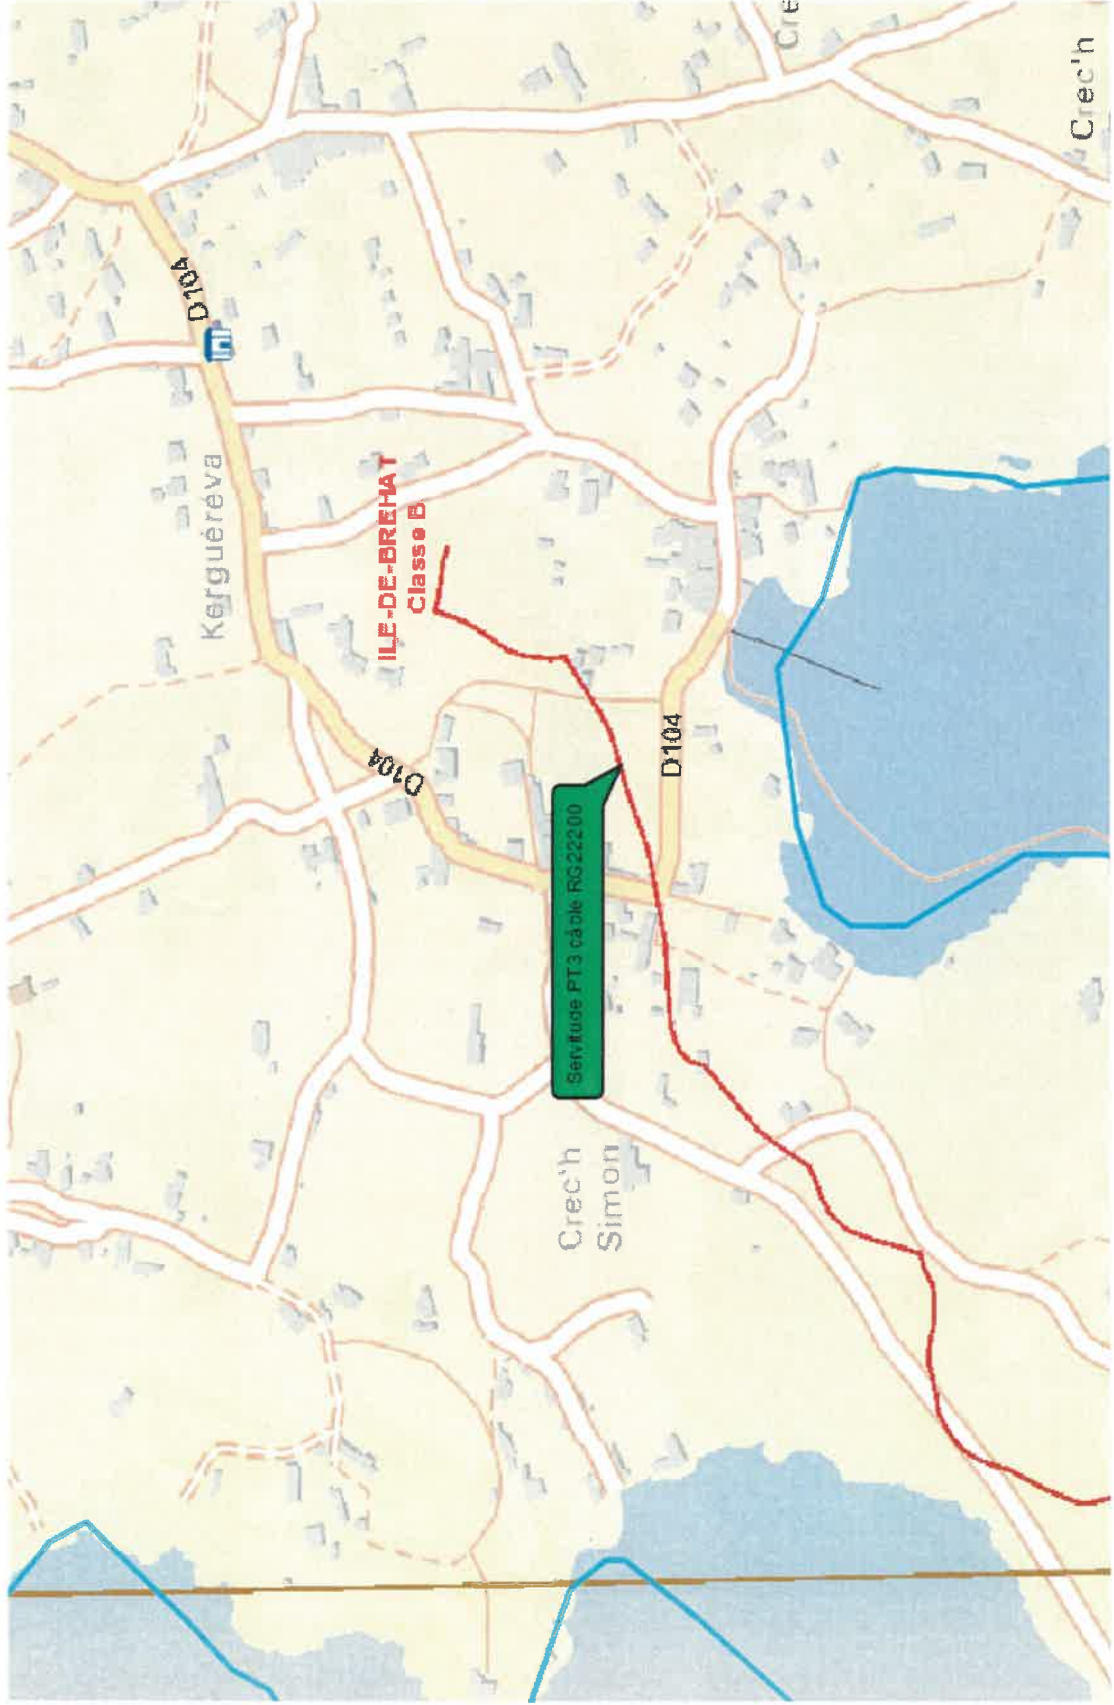 D104
Kerguéréva
ILE-DE-BREHAT
Classe B
D104
D104
Servitude PT3 câble RG22200
Crec'h
Simon
Cre
Crec'h